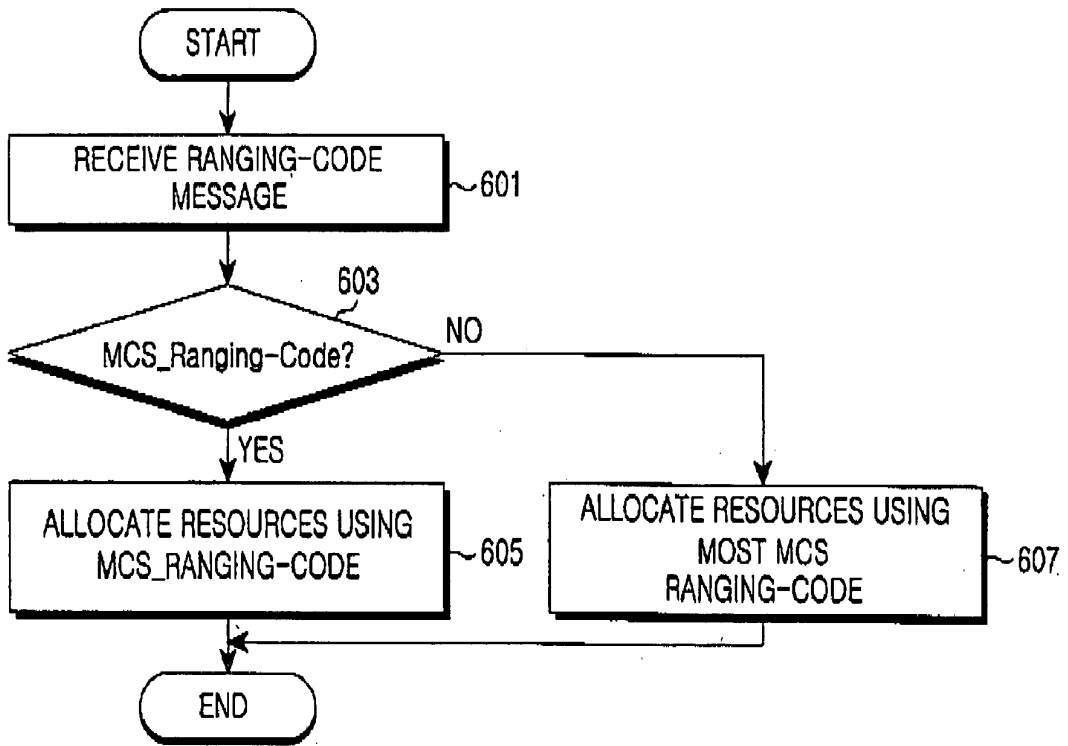 START
RECEIVE RANGING-CODE
MESSAGE
601
603
MCS_Ranging-Code?
NO
YES
ALLOCATE RESOURCES USING
MCS_RANGING-CODE
605
ALLOCATE RESOURCES USING
MOST MCS
RANGING-CODE
607
END